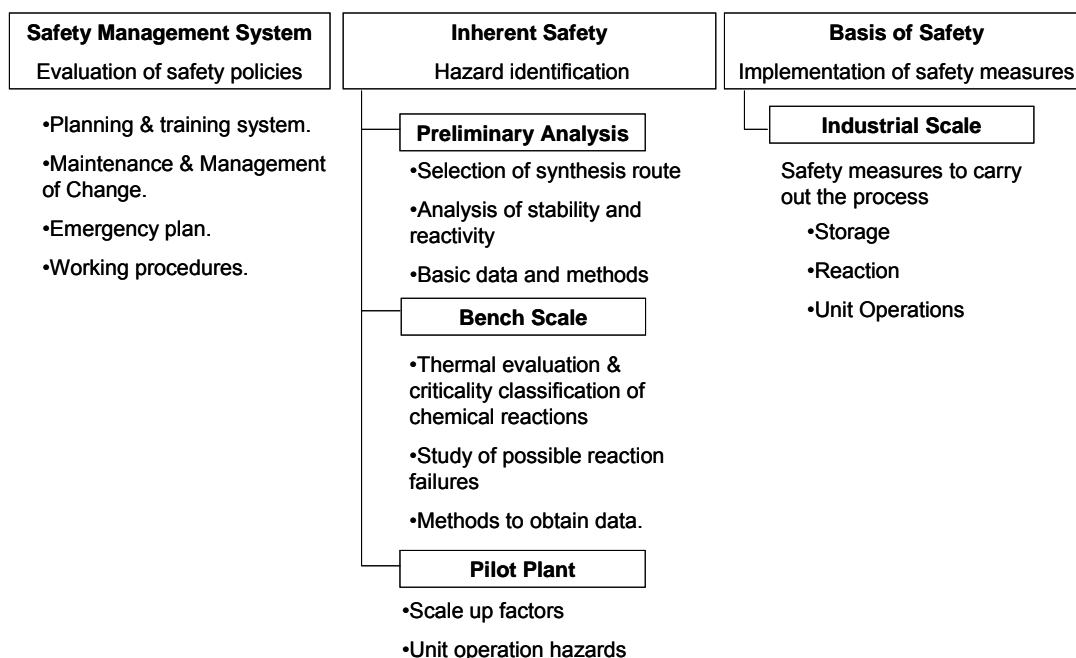 Safety Management System
Evaluation of safety policies
•Planning & training system.
•Maintenance & Management
of Change.
•Emergency plan.
•Working procedures.
Inherent Safety
Hazard identification
Preliminary Analysis
•Selection of synthesis route
•Analysis of stability and
reactivity
•Basic data and methods
Bench Scale
•Thermal evaluation &
criticality classification of
chemical reactions
•Study of possible reaction
failures
•Methods to obtain data.
Pilot Plant
•Scale up factors
•Unit operation hazards
Basis of Safety
Implementation of safety measures
Industrial Scale
Safety measures to carry
out the process
•Storage
•Reaction
•Unit Operations